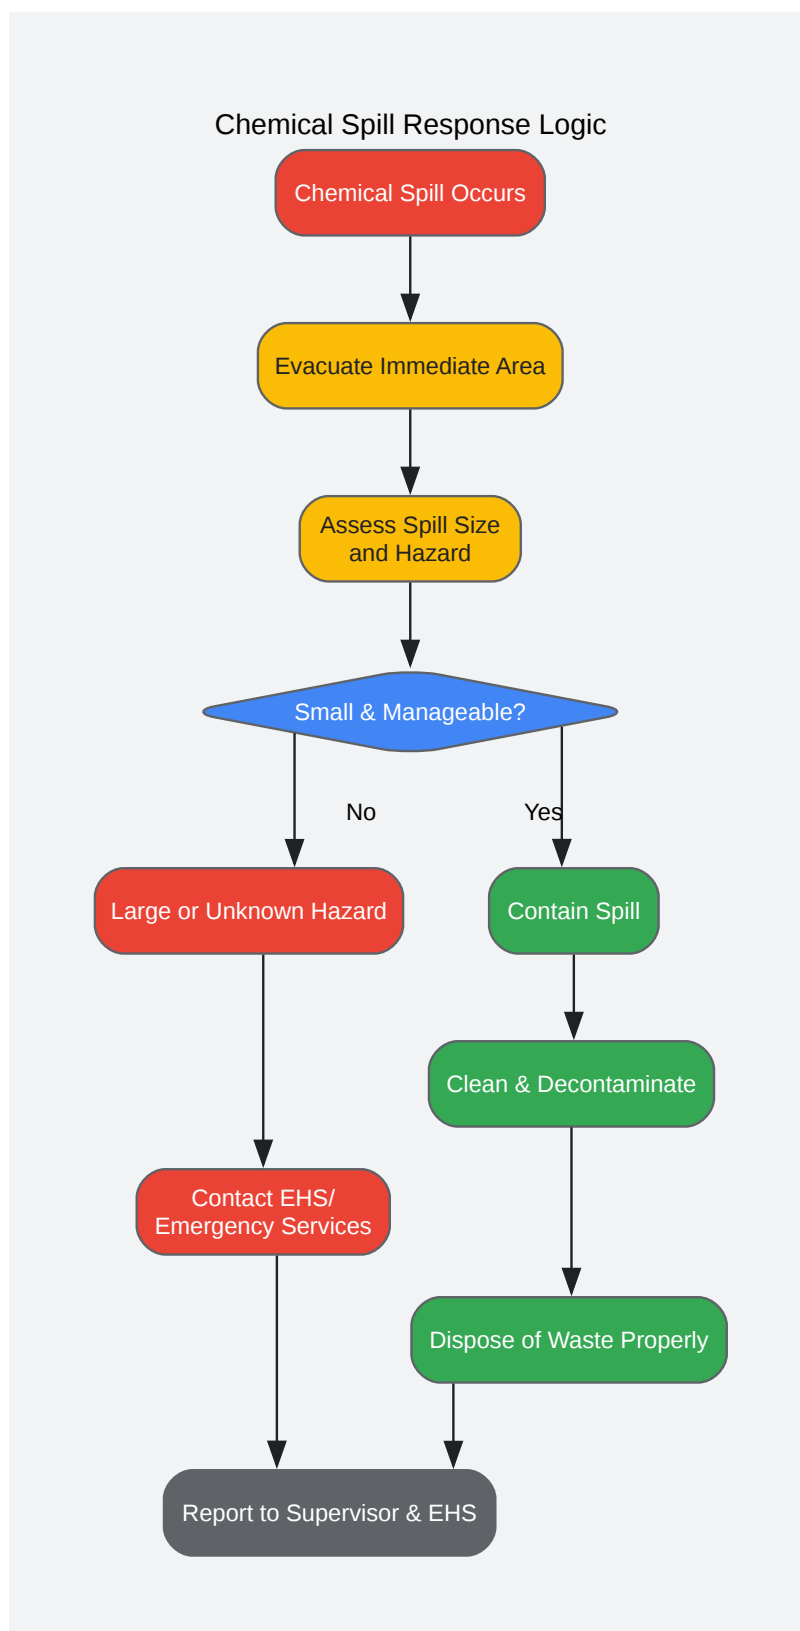 Chemical Spill Response Logic
Chemical Spill Occurs
Evacuate Immediate Area
Assess Spill Size
and Hazard
Small & Manageable?
No
Yes
Large or Unknown Hazard
Contain Spill
Clean & Decontaminate
Contact EHS/
Emergency Services
Dispose of Waste Properly
Report to Supervisor & EHS